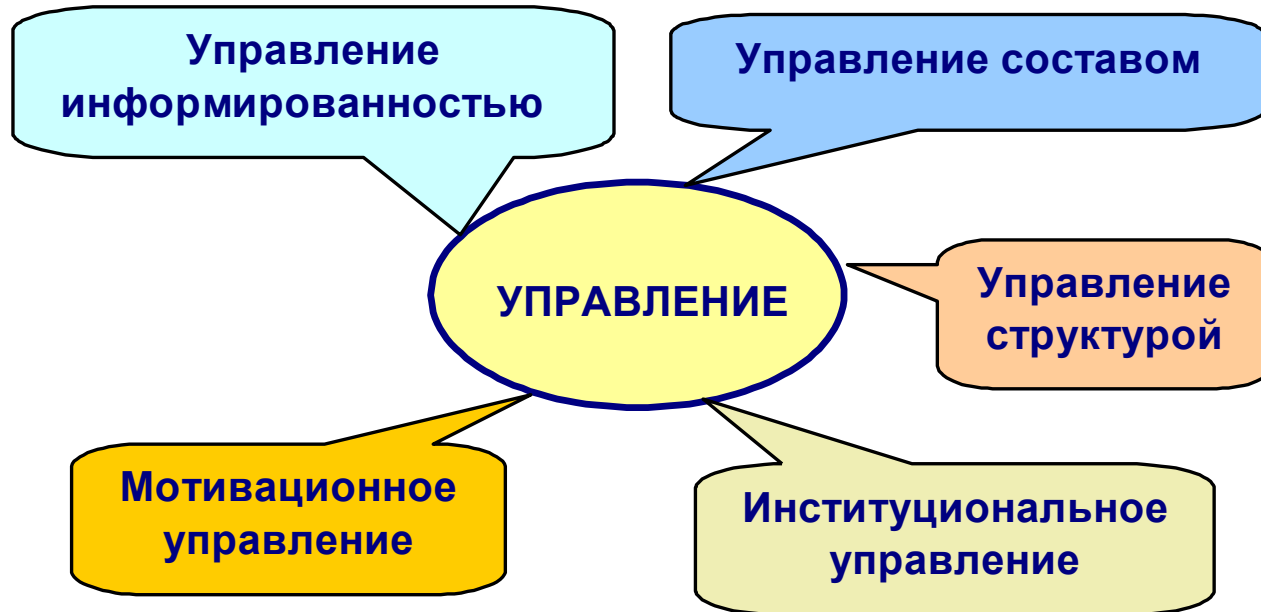 Управление
информированностью
Управление составом
УПРАВЛЕНИЕ
Управление
структурой
Мотивационное
управление
Институциональное
управление